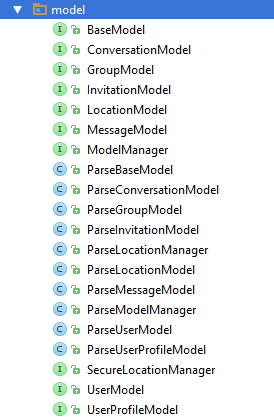 model
I BaseModel
I ConversationModel
I GroupModel
I InvitationModel
I LocationModel
I MessageModel
I ModelManager
C ParseBaseModel
C ParseConversationModel
C ParseGroupModel
C ParseInvitationModel
C ParseLocationManager
C ParseLocationModel
C ParseMessageModel
C ParseModelManager
C ParseUserModel
C ParseUserProfileModel
I SecureLocationManager
I UserModel
I UserProfileModel